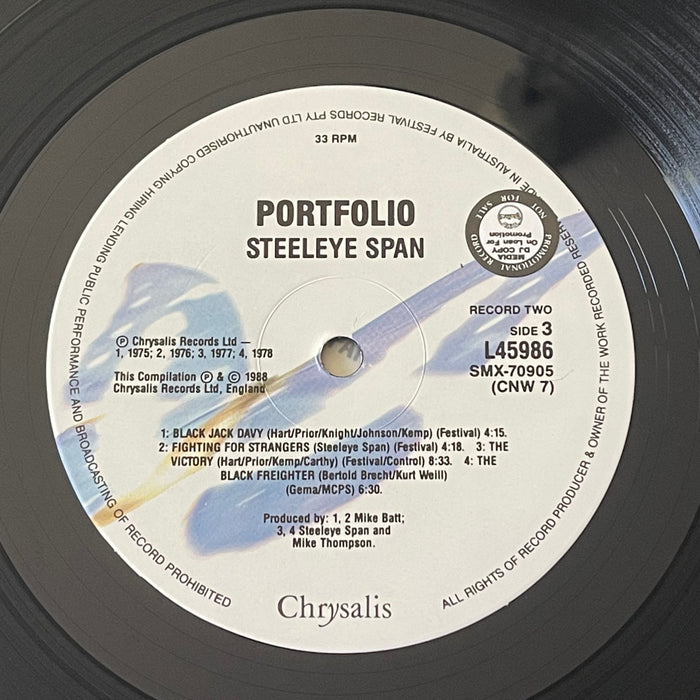 33 RPM
PORTFOLIO
STEELEYE SPAN
PROMOTIONAL RECORD
NOT FOR SALE
MEDIA
DJ COPY
On Loan For
Promotion
RECORD TWO
SIDE 3
L45986
SMX-70905
(CNW 7)
Ⓟ Chrysalis Records Ltd —
1, 1975; 2, 1976; 3, 1977; 4, 1978
This Compilation Ⓟ & © 1988
Chrysalis Records Ltd, England
1: BLACK JACK DAVY (Hart/Prior/Knight/Johnson/Kemp) (Festival) 4:15.
2: FIGHTING FOR STRANGERS (Steeleye Span) (Festival) 4:18. 3: THE
VICTORY (Hart/Prior/Kemp/Carthy) (Festival/Control) 8:33. 4: THE
BLACK FREIGHTER (Bertold Brecht/Kurt Weill)
(Gema/MCPS) 6:30.
Produced by: 1, 2 Mike Batt;
3, 4 Steeleye Span and
Mike Thompson.
Chrysalis
ALL RIGHTS OF RECORD PRODUCER & OWNER OF THE WORK RECORDED RESER DE IN AUSTRALIA BY FESTIVAL RECORDS PTY LTD UNAUTHORISED COPYING HIRING LENDING PUBLIC PERFORMANCE AND BROADCASTING OF RECORD PROHIBITED